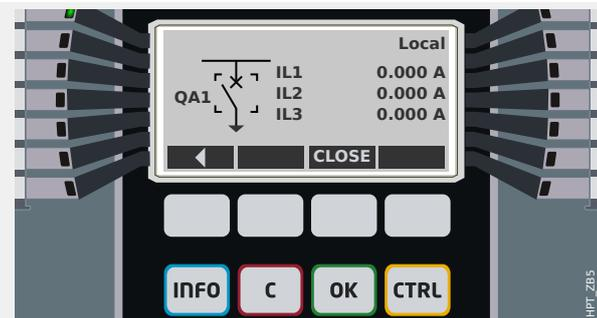 Local
IL1 0.000 A
QA1 IL2 0.000 A
IL3 0.000 A
CLOSE
INFO C OK CTRL
HPT_ZB5